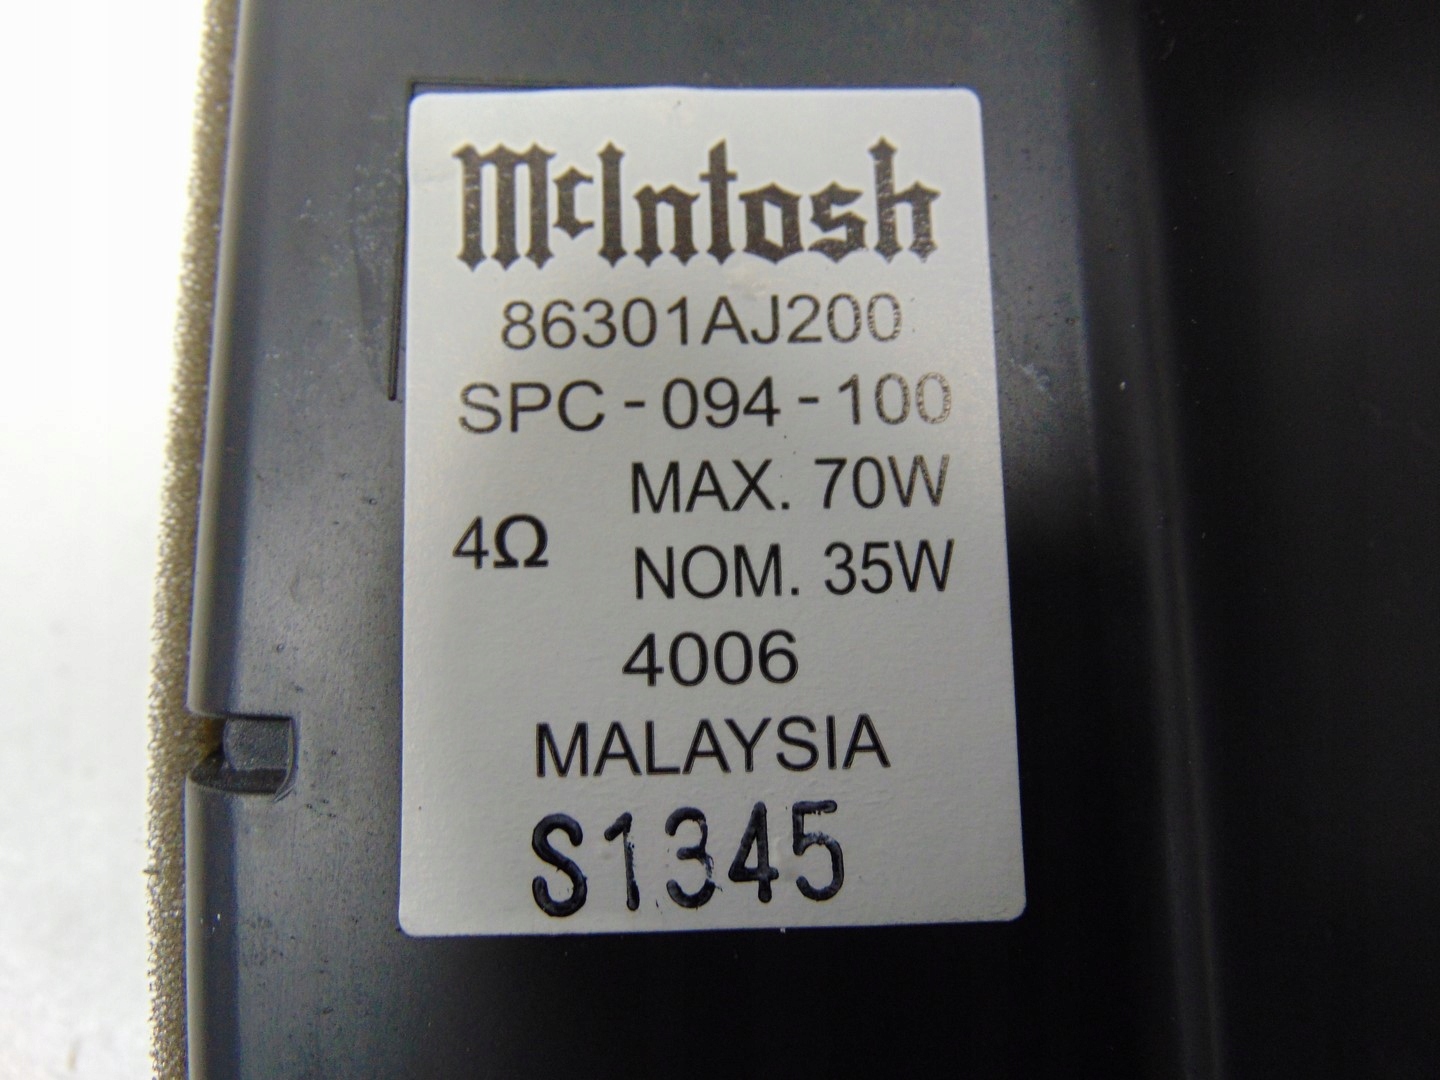 McIntosh
86301AJ200
SPC-094-100
MAX. 70W
4Ω
NOM. 35W
4006
MALAYSIA
S1345